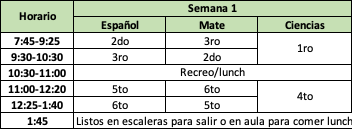 Horario Semana 1
Español Mate Ciencias
7:45-9:25 2do 3ro 1ro
9:30-10:30 3ro 2do
10:30-11:00 Recreo/lunch
11:00-12:20 5to 6to 4to
12:25-1:40 6to 5to
1:45 Listos en escaleras para salir o en aula para comer lunch